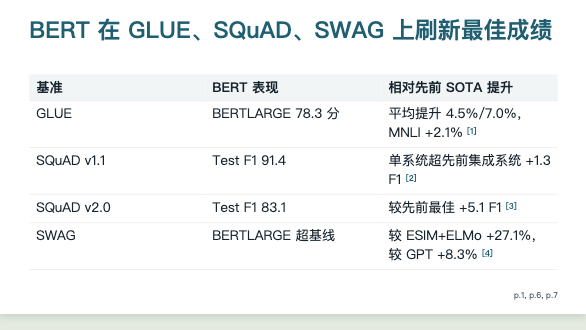 BERT 在 GLUE、SQuAD、SWAG 上刷新最佳成绩
基准 BERT 表现 相对先前 SOTA 提升
GLUE BERTLARGE 78.3 分 平均提升 4.5%/7.0%,
MNLI +2.1% [1]
SQuAD v1.1 Test F1 91.4 单系统超先前集成系统 +1.3
F1 [2]
SQuAD v2.0 Test F1 83.1 较先前最佳 +5.1 F1 [3]
SWAG BERTLARGE 超基线 较 ESIM+ELMo +27.1%,
较 GPT +8.3% [4]
p.1, p.6, p.7